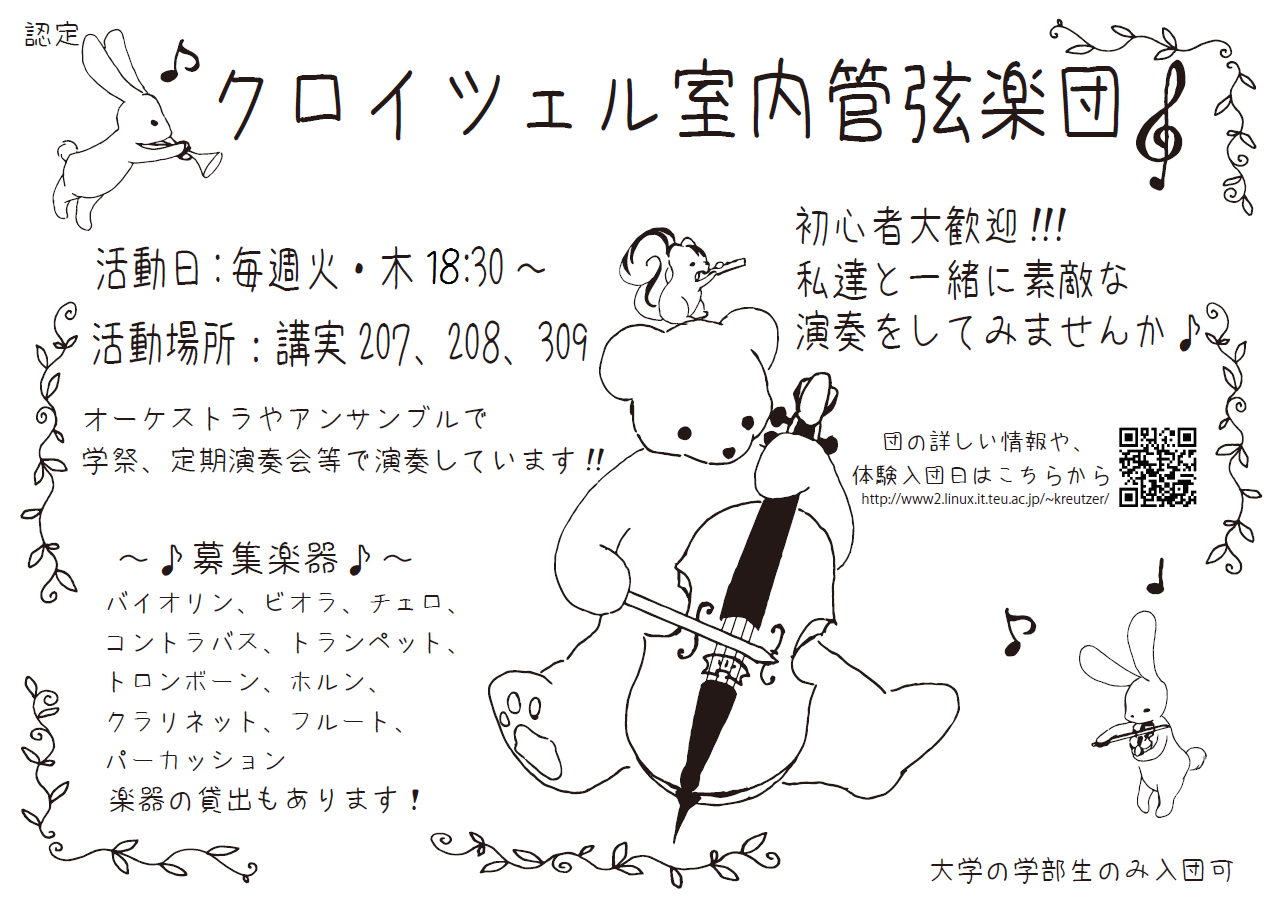 認定
クロイツェル室内管弦楽団
活動日:毎週火・木 18:30 ～
活動場所:講実 207、208、309
オーケストラやアンサンブルで
学祭、定期演奏会等で演奏しています!!
初心者大歓迎!!!
私達と一緒に素敵な
演奏をしてみませんか♪
団の詳しい情報や、
体験入団日はこちらから
http://www2.linux.it.teu.ac.jp/~kreutzer/
～♪募集楽器♪～
バイオリン、ビオラ、チェロ、
コントラバス、トランペット、
トロンボーン、ホルン、
クラリネット、フルート、
パーカッション
楽器の貸出もあります!
大学の学部生のみ入団可